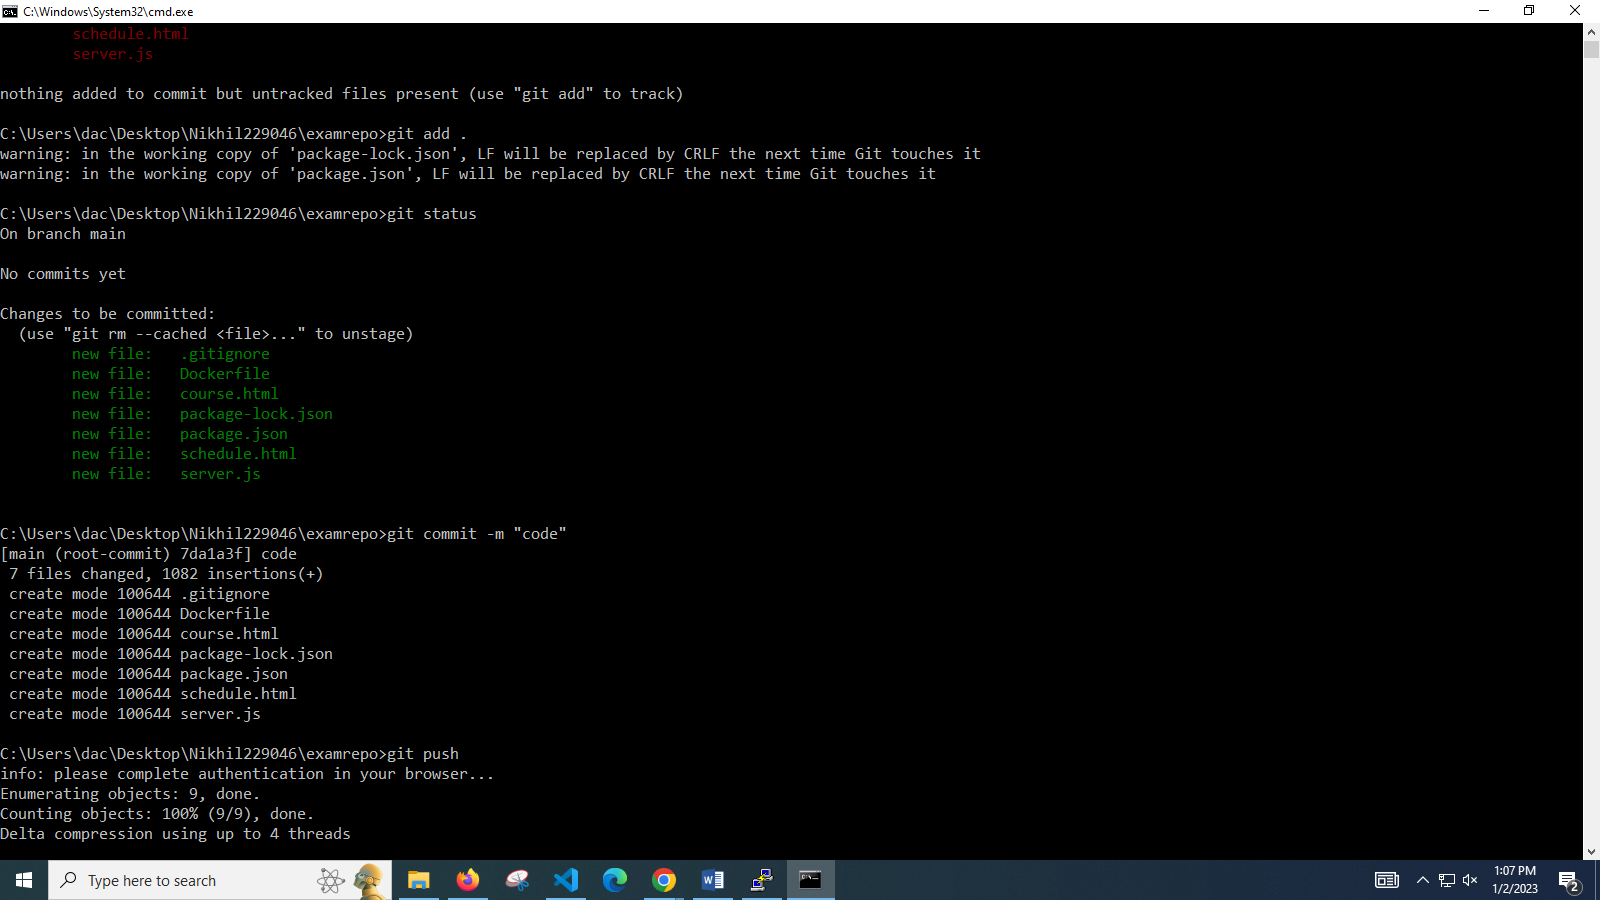 C:\Windows\System32\cmd.exe
schedule.html
server.js
nothing added to commit but untracked files present (use "git add" to track)
C:\Users\dac\Desktop\Nikhil229046\examrepo>git add .
warning: in the working copy of 'package-lock.json', LF will be replaced by CRLF the next time Git touches it
warning: in the working copy of 'package.json', LF will be replaced by CRLF the next time Git touches it
C:\Users\dac\Desktop\Nikhil229046\examrepo>git status
On branch main
No commits yet
Changes to be committed:
(use "git rm --cached <file>..." to unstage)
new file: .gitignore
new file: Dockerfile
new file: course.html
new file: package-lock.json
new file: package.json
new file: schedule.html
new file: server.js
C:\Users\dac\Desktop\Nikhil229046\examrepo>git commit -m "code"
[main (root-commit) 7da1a3f] code
7 files changed, 1082 insertions(+)
create mode 100644 .gitignore
create mode 100644 Dockerfile
create mode 100644 course.html
create mode 100644 package-lock.json
create mode 100644 package.json
create mode 100644 schedule.html
create mode 100644 server.js
C:\Users\dac\Desktop\Nikhil229046\examrepo>git push
info: please complete authentication in your browser...
Enumerating objects: 9, done.
Counting objects: 100% (9/9), done.
Delta compression using up to 4 threads
Type here to search
1:07 PM
1/2/2023
2